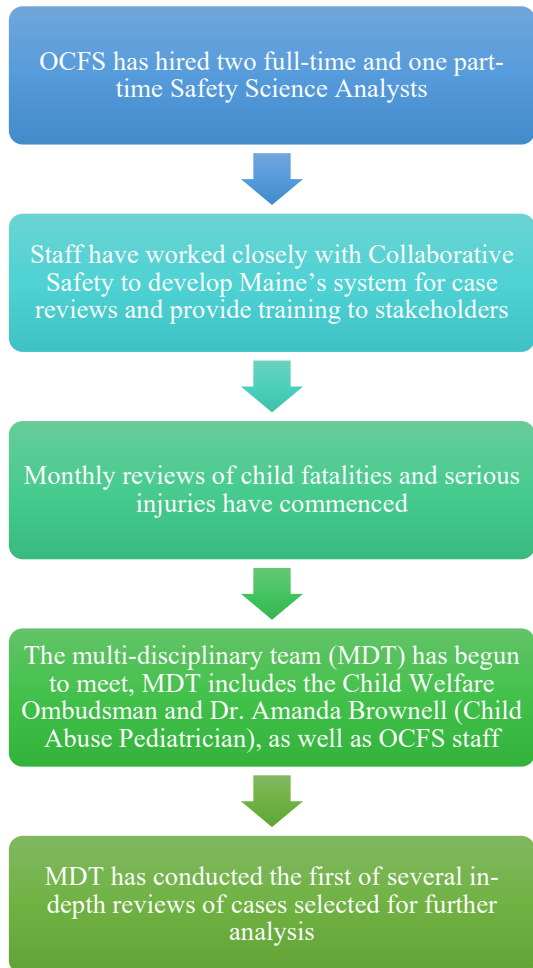 OCFS has hired two full-time and one part-
time Safety Science Analysts
Staff have worked closely with Collaborative
Safety to develop Maine’s system for case
reviews and provide training to stakeholders
Monthly reviews of child fatalities and serious
injuries have commenced
The multi-disciplinary team (MDT) has begun
to meet, MDT includes the Child Welfare
Ombudsman and Dr. Amanda Brownell (Child
Abuse Pediatrician), as well as OCFS staff
MDT has conducted the first of several in-
depth reviews of cases selected for further
analysis